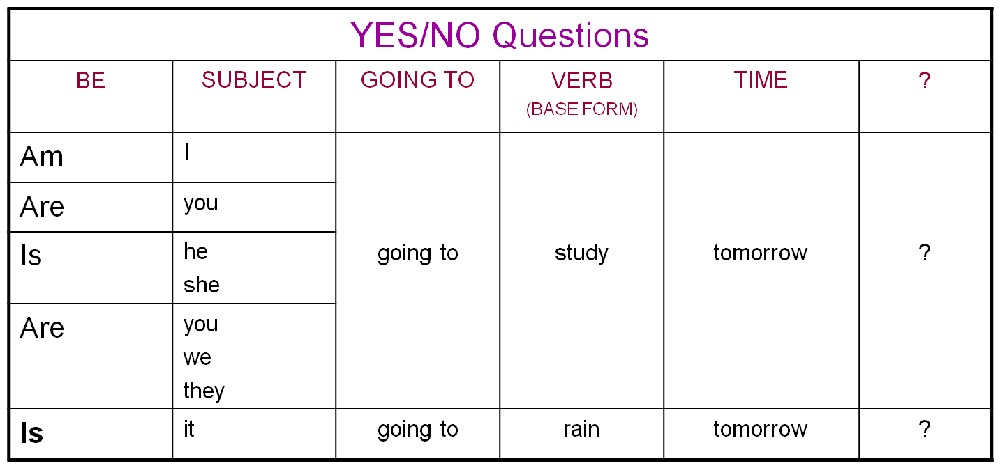 YES/NO Questions
BE SUBJECT GOING TO VERB TIME ?
(BASE FORM)
Am I
Are you
Is he going to study tomorrow ?
she
Are you
we
they
Is it going to rain tomorrow ?